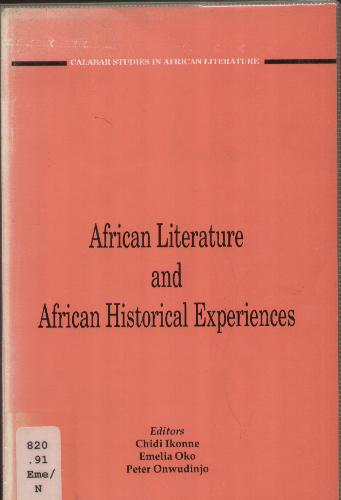 CALABAR STUDIES IN AFRICAN LITERATURE
African Literature
and
African Historical Experiences
Editors
Chidi Ikonne
Emelia Oko
Peter Onwudinjo
820
.91
Eme/
N